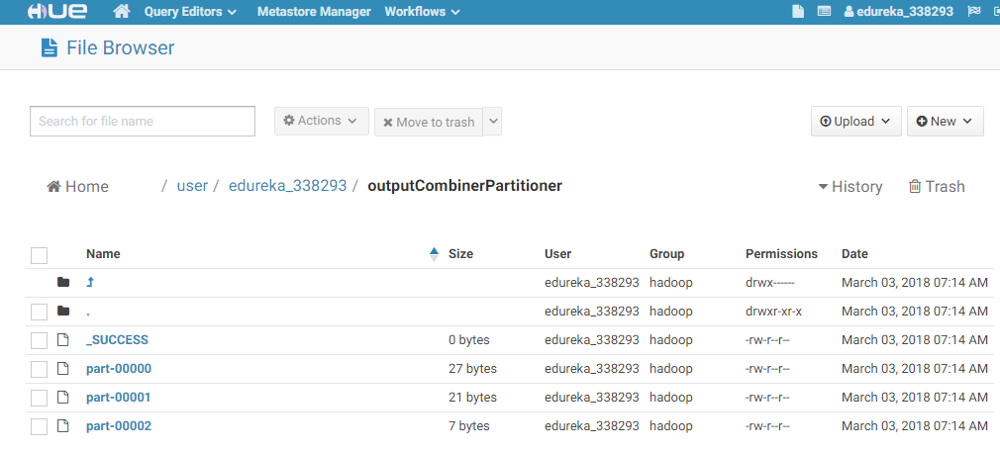 HUE Query Editors Metastore Manager Workflows edureka_338293
File Browser
Search for file name Actions Move to trash Upload New
Home / user / edureka_338293 / outputCombinerPartitioner History Trash
Name Size User Group Permissions Date
edureka_338293 hadoop drwx------ March 03, 2018 07:14 AM
. edureka_338293 hadoop drwxr-xr-x March 03, 2018 07:14 AM
_SUCCESS 0 bytes edureka_338293 hadoop -rw-r--r-- March 03, 2018 07:14 AM
part-00000 27 bytes edureka_338293 hadoop -rw-r--r-- March 03, 2018 07:14 AM
part-00001 21 bytes edureka_338293 hadoop -rw-r--r-- March 03, 2018 07:14 AM
part-00002 7 bytes edureka_338293 hadoop -rw-r--r-- March 03, 2018 07:14 AM